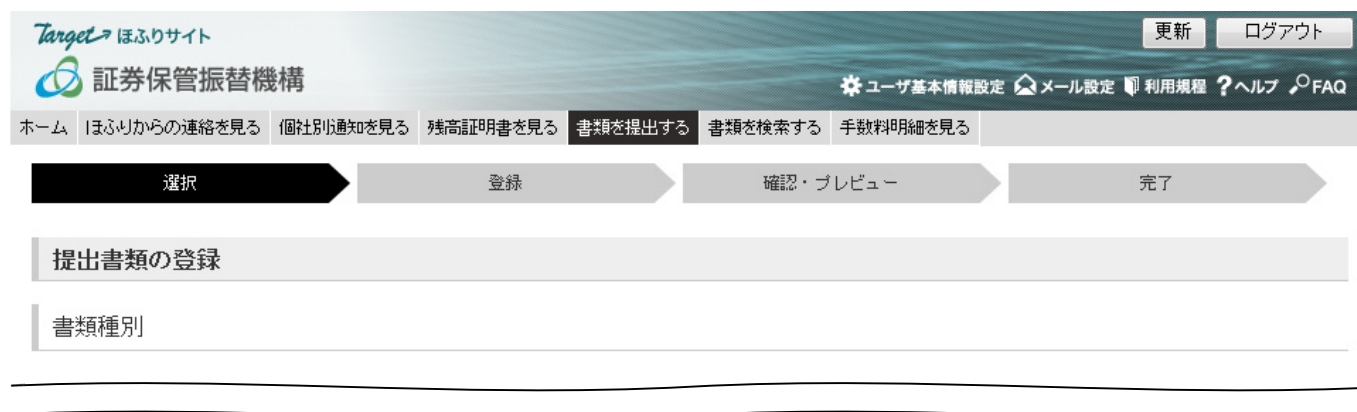 Target ほふりサイト
更新 ログアウト
証券保管振替機構
ユーザ基本情報設定 メール設定 利用規程 ?ヘルプ FAQ
ホーム ほふりからの連絡を見る 個社別通知を見る 残高証明書を見る 書類を提出する 書類を検索する 手数料明細を見る
選択 登録 確認・プレビュー 完了
提出書類の登録
書類種別